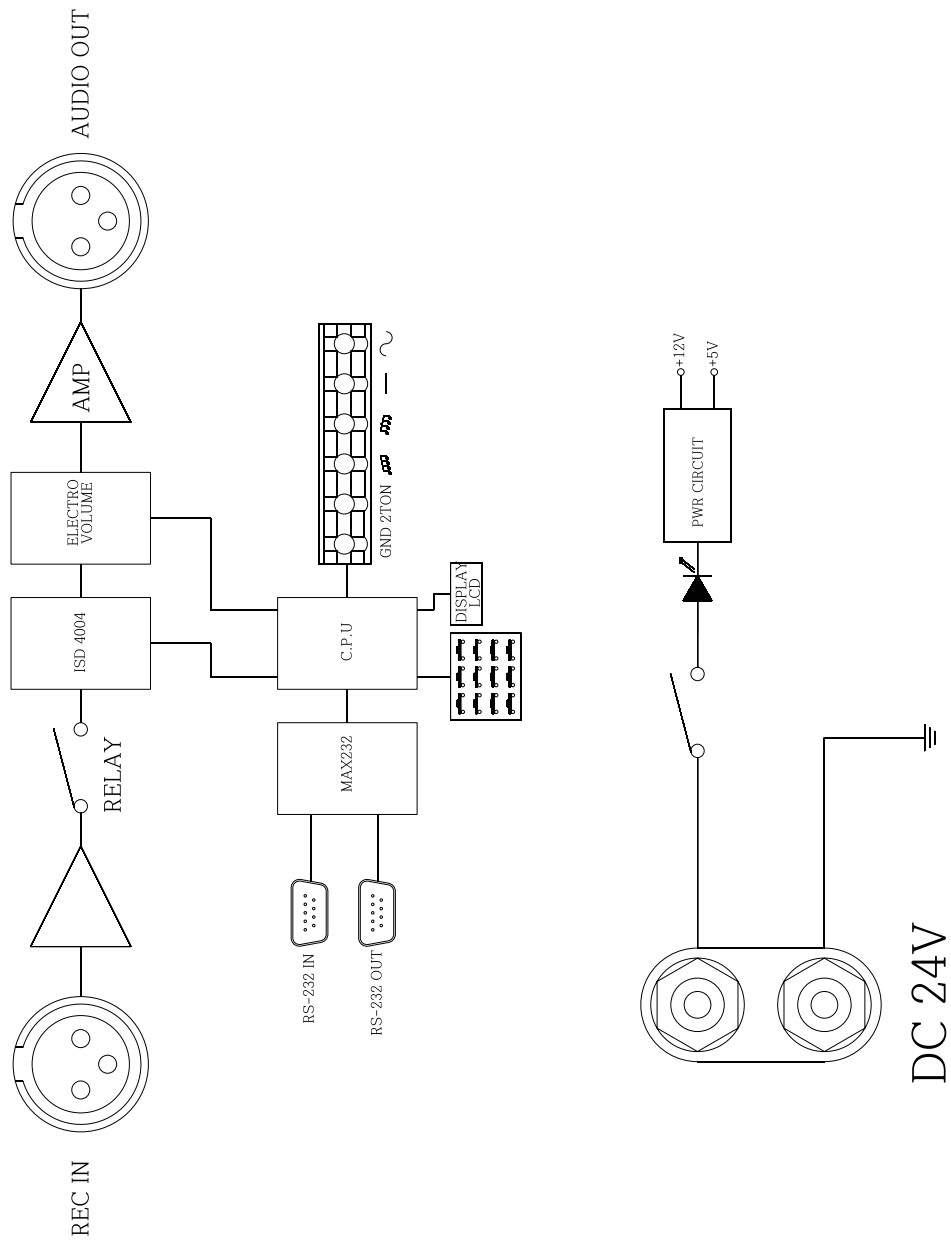 REC IN
RELAY
ISD 4004
ELECTRO
VOLUME
AMP
AUDIO OUT
RS-232 IN
RS-232 OUT
MAX232
C.P.U
GND 2TON
DISPLAY
LCD
DC 24V
PWR CIRCUIT
+12V
+5V